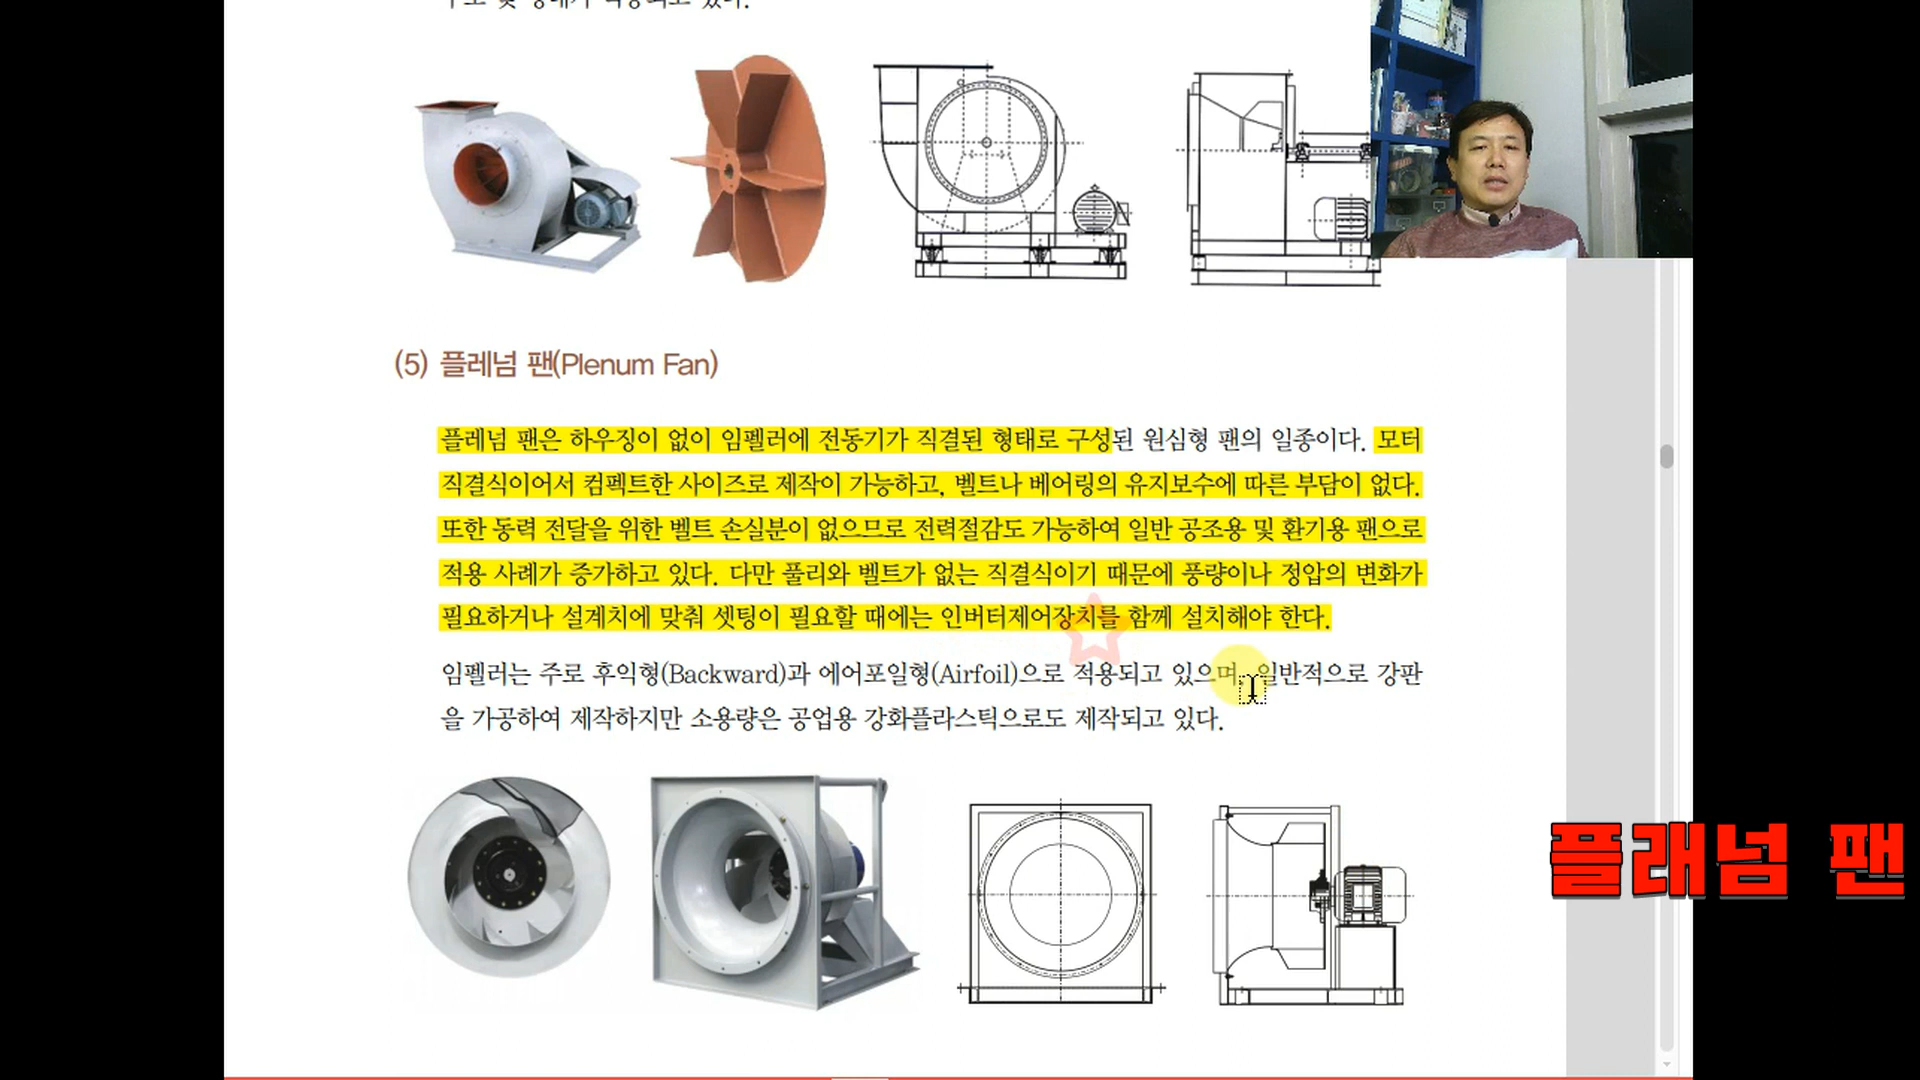 (5) 플레넘 팬(Plenum Fan)
플레넘 팬은 하우징이 없이 임펠러에 전동기가 직결된 형태로 구성된 원심형 팬의 일종이다. 모터
직결식이어서 컴펙트한 사이즈로 제작이 가능하고, 벨트나 베어링의 유지보수에 따른 부담이 없다.
또한 동력 전달을 위한 벨트 손실분이 없으므로 전력절감도 가능하여 일반 공조용 및 환기용 팬으로
적용 사례가 증가하고 있다. 다만 풀리와 벨트가 없는 직결식이기 때문에 풍량이나 정압의 변화가
필요하거나 설계치에 맞춰 셋팅이 필요할 때에는 인버터제어장치를 함께 설치해야 한다.
임펠러는 주로 후익형(Backward)과 에어포일형(Airfoil)으로 적용되고 있으며, 일반적으로 강판
을 가공하여 제작하지만 소용량은 공업용 강화플라스틱으로도 제작되고 있다.
플래넘 팬